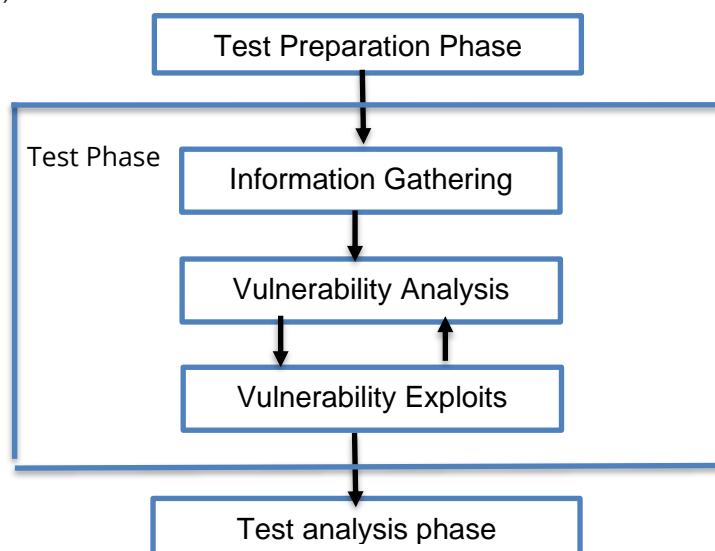 Test Preparation Phase
Test Phase
Information Gathering
Vulnerability Analysis
Vulnerability Exploits
Test analysis phase